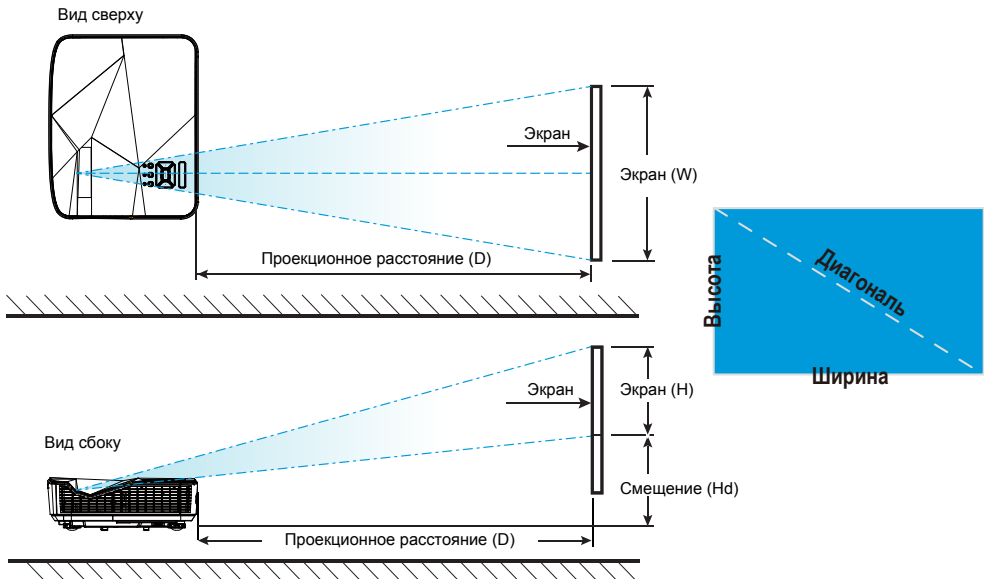 Вид сверху
Экран
Экран (W)
Проекционное расстояние (D)
Высота
Диагональ
Ширина
Экран
Экран (H)
Вид сбоку
Смещение (Hd)
Проекционное расстояние (D)